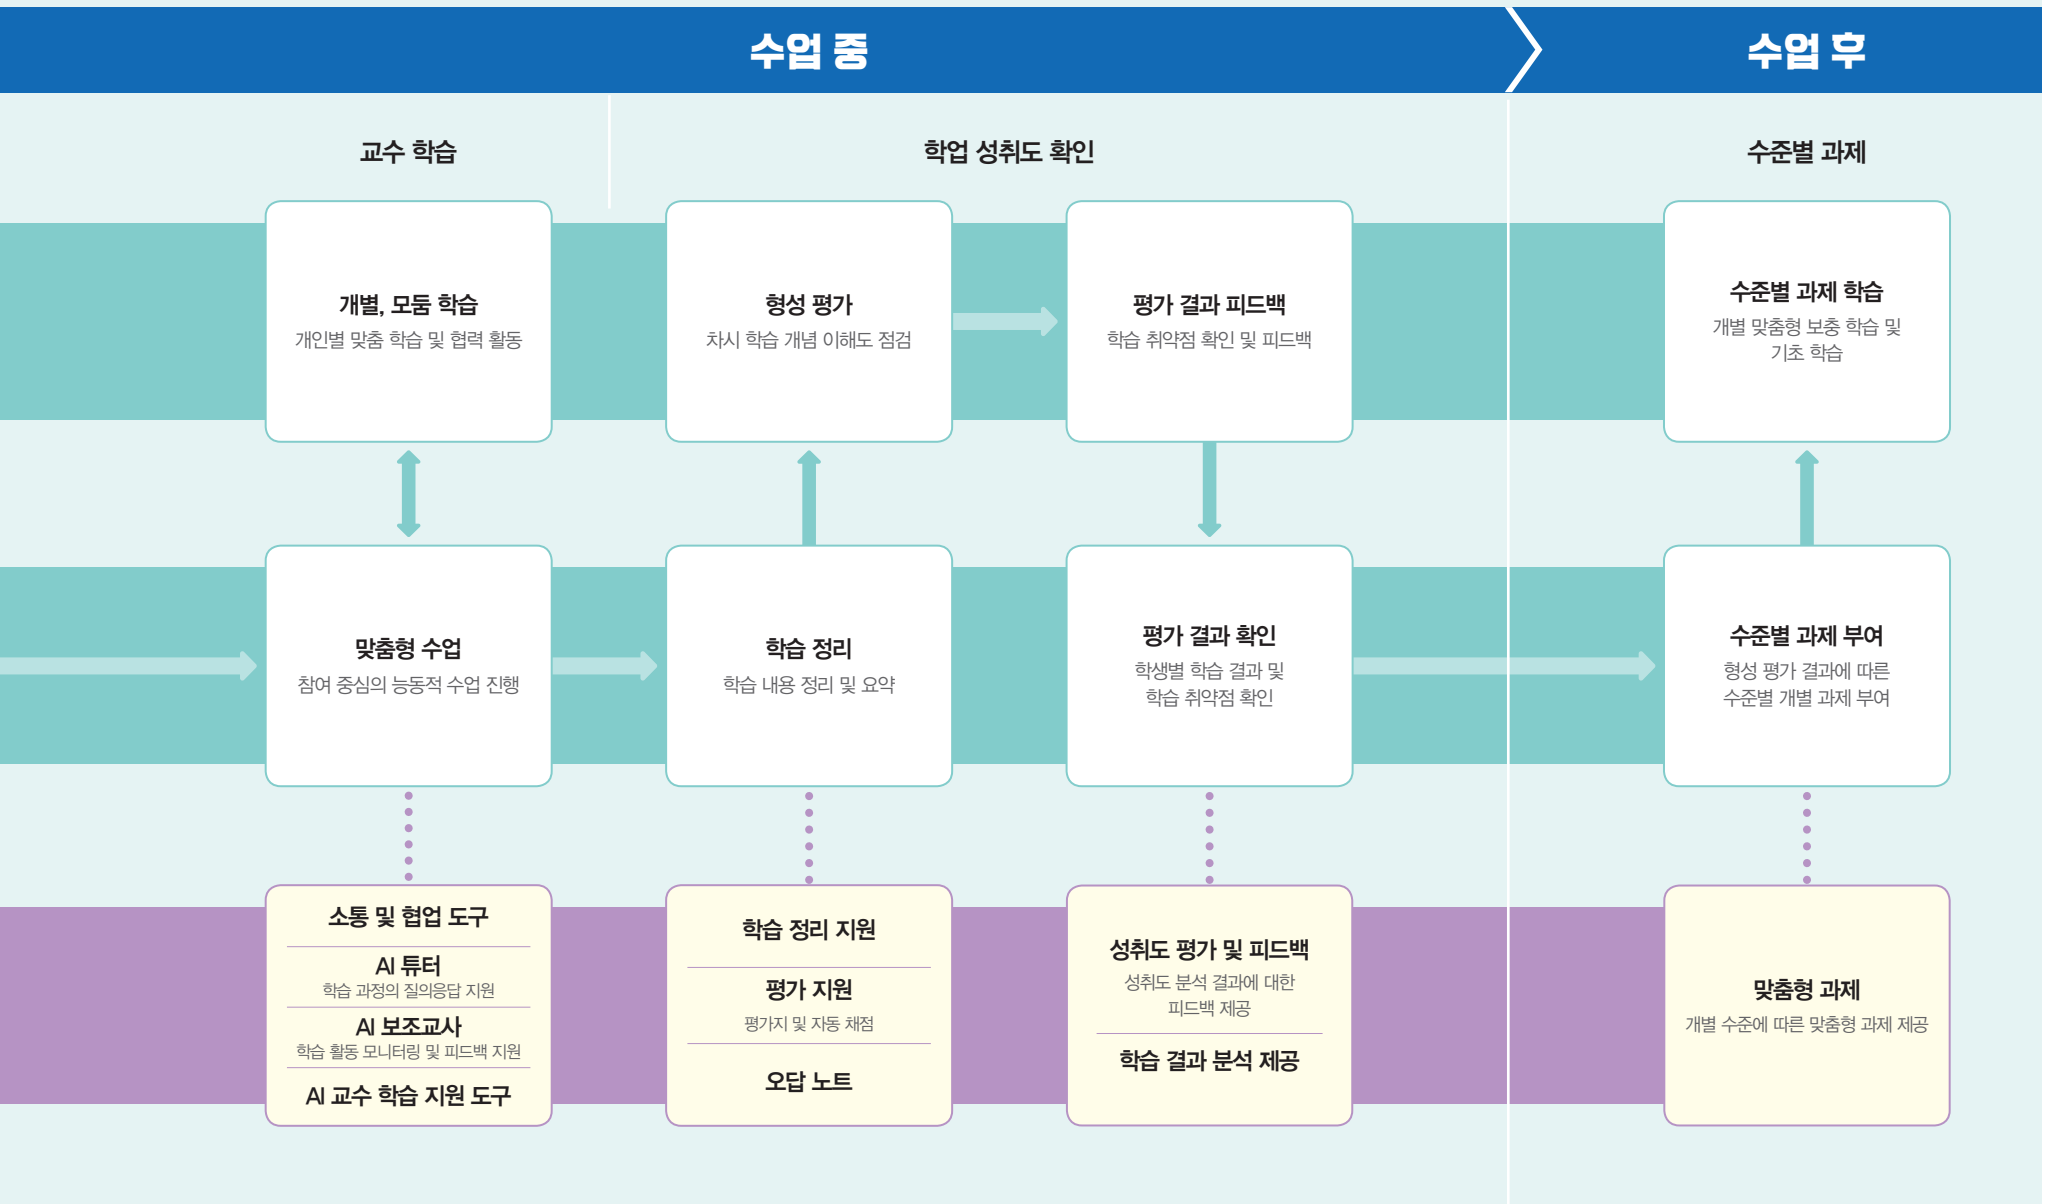 수업 중
수업 후
교수 학습
학업 성취도 확인
수준별 과제
개별, 모둠 학습
개인별 맞춤 학습 및 협력 활동
형성 평가
차시 학습 개념 이해도 점검
평가 결과 피드백
학습 취약점 확인 및 피드백
수준별 과제 학습
개별 맞춤형 보충 학습 및
기초 학습
맞춤형 수업
참여 중심의 능동적 수업 진행
학습 정리
학습 내용 정리 및 요약
평가 결과 확인
학생별 학습 결과 및
학습 취약점 확인
수준별 과제 부여
형성 평가 결과에 따른
수준별 개별 과제 부여
소통 및 협업 도구
AI 튜터
학습 과정의 질의응답 지원
AI 보조교사
학습 활동 모니터링 및 피드백 지원
AI 교수 학습 지원 도구
학습 정리 지원
평가 지원
평가지 및 자동 채점
오답 노트
성취도 평가 및 피드백
성취도 분석 결과에 대한
피드백 제공
학습 결과 분석 제공
맞춤형 과제
개별 수준에 따른 맞춤형 과제 제공